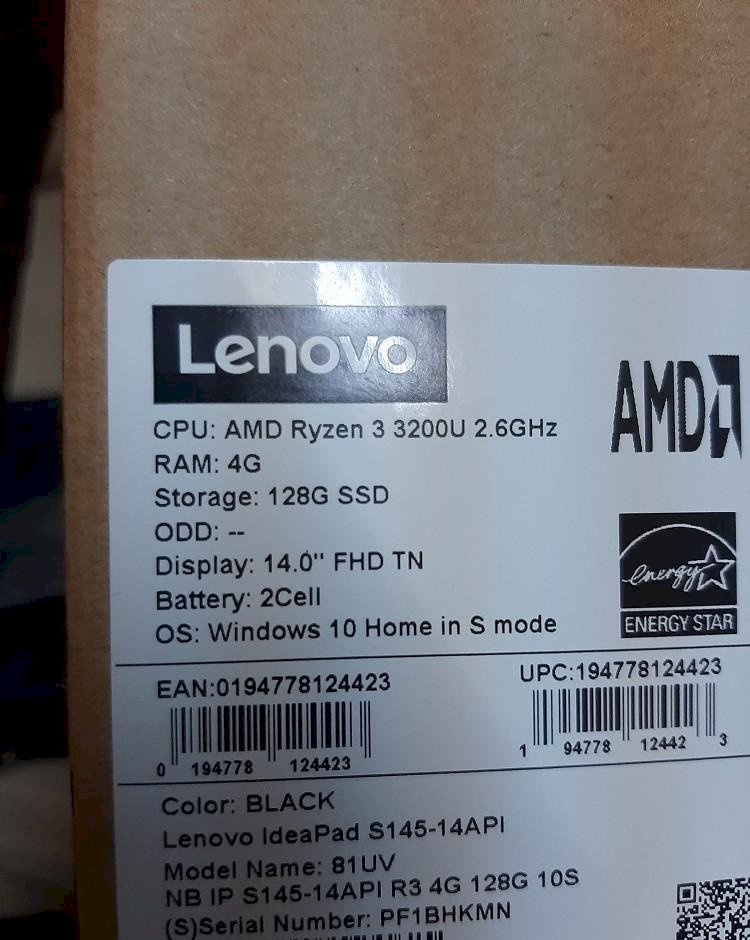 Lenovo
AMD
CPU: AMD Ryzen 3 3200U 2.6GHz
RAM: 4G
Storage: 128G SSD
ODD: --
Display: 14.0" FHD TN
Battery: 2Cell
OS: Windows 10 Home in S mode
energy
ENERGY STAR
EAN:0194778124423
0 194778 124423
UPC:194778124423
1 94778 12442 3
Color: BLACK
Lenovo IdeaPad S145-14API
Model Name: 81UV
NB IP S145-14API R3 4G 128G 10S
(S)Serial Number: PF1BHKMN